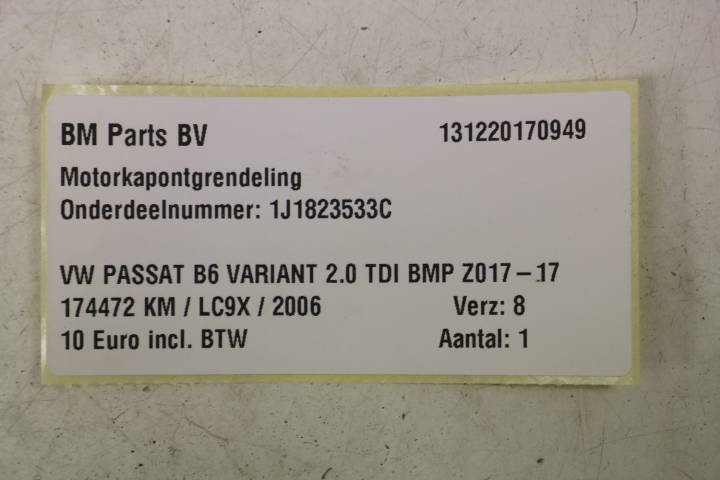 BM Parts BV 131220170949
Motorkapontgrendeling
Onderdeelnummer: 1J1823533C
VW PASSAT B6 VARIANT 2.0 TDI BMP Z017-17
174472 KM / LC9X / 2006 Verz: 8
10 Euro incl. BTW Aantal: 1